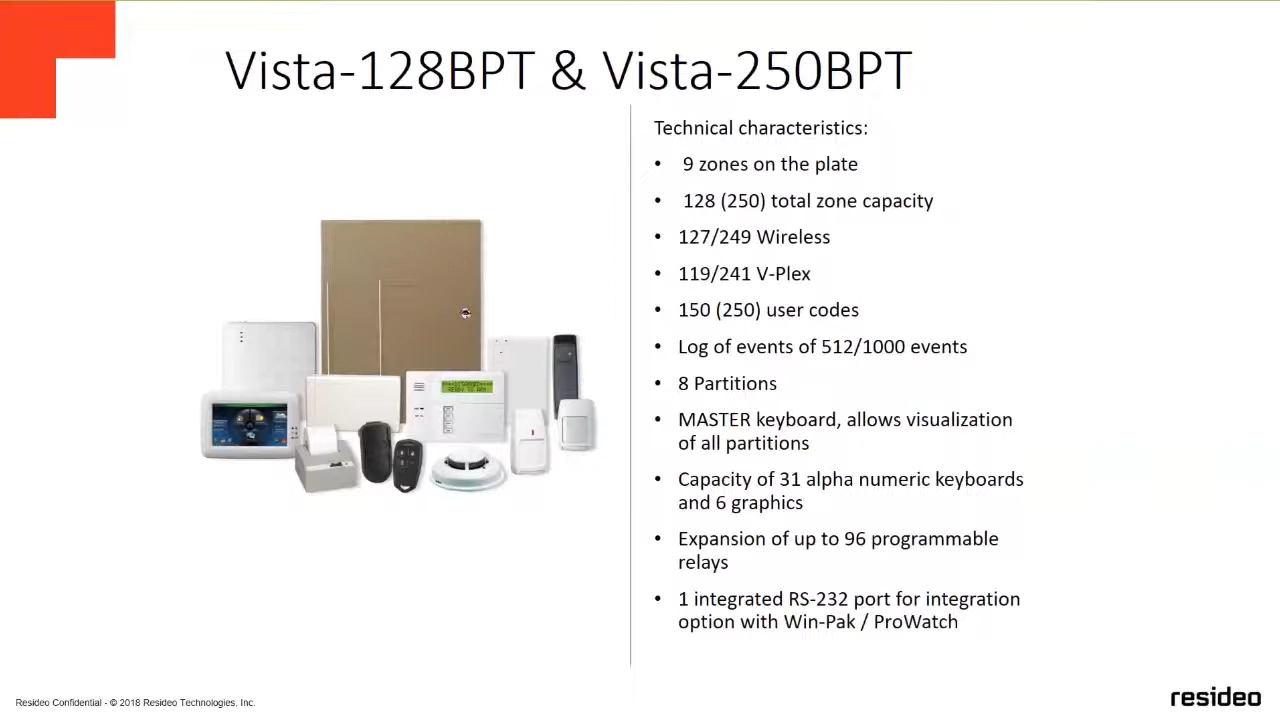 Vista-128BPT & Vista-250BPT
Technical characteristics:
• 9 zones on the plate
• 128 (250) total zone capacity
• 127/249 Wireless
• 119/241 V-Plex
• 150 (250) user codes
• Log of events of 512/1000 events
• 8 Partitions
• MASTER keyboard, allows visualization
of all partitions
• Capacity of 31 alpha numeric keyboards
and 6 graphics
• Expansion of up to 96 programmable
relays
• 1 integrated RS-232 port for integration
option with Win-Pak / ProWatch
Resideo Confidential - © 2018 Resideo Technologies, Inc.
resideo